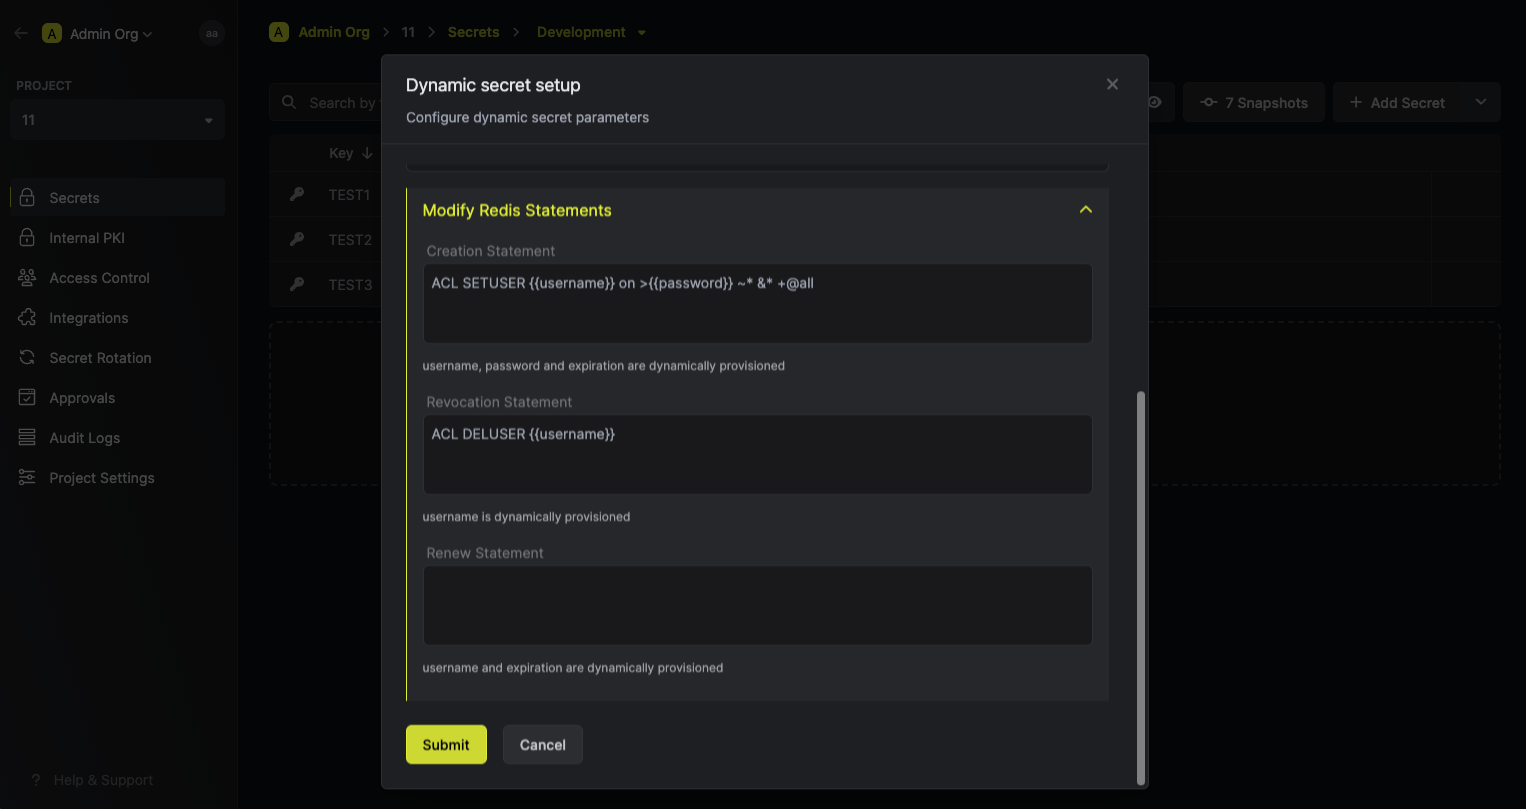 A Admin Org aa
A Admin Org > 11 > Secrets > Development
PROJECT
11
Secrets
Internal PKI
Access Control
Integrations
Secret Rotation
Approvals
Audit Logs
Project Settings
? Help & Support
Search by
7 Snapshots
+ Add Secret
Key
TEST1
TEST2
TEST3
Dynamic secret setup
Configure dynamic secret parameters
Modify Redis Statements
Creation Statement
ACL SETUSER {{username}} on >{{password}} ~* &* +@all
username, password and expiration are dynamically provisioned
Revocation Statement
ACL DELUSER {{username}}
username is dynamically provisioned
Renew Statement
username and expiration are dynamically provisioned
Submit
Cancel